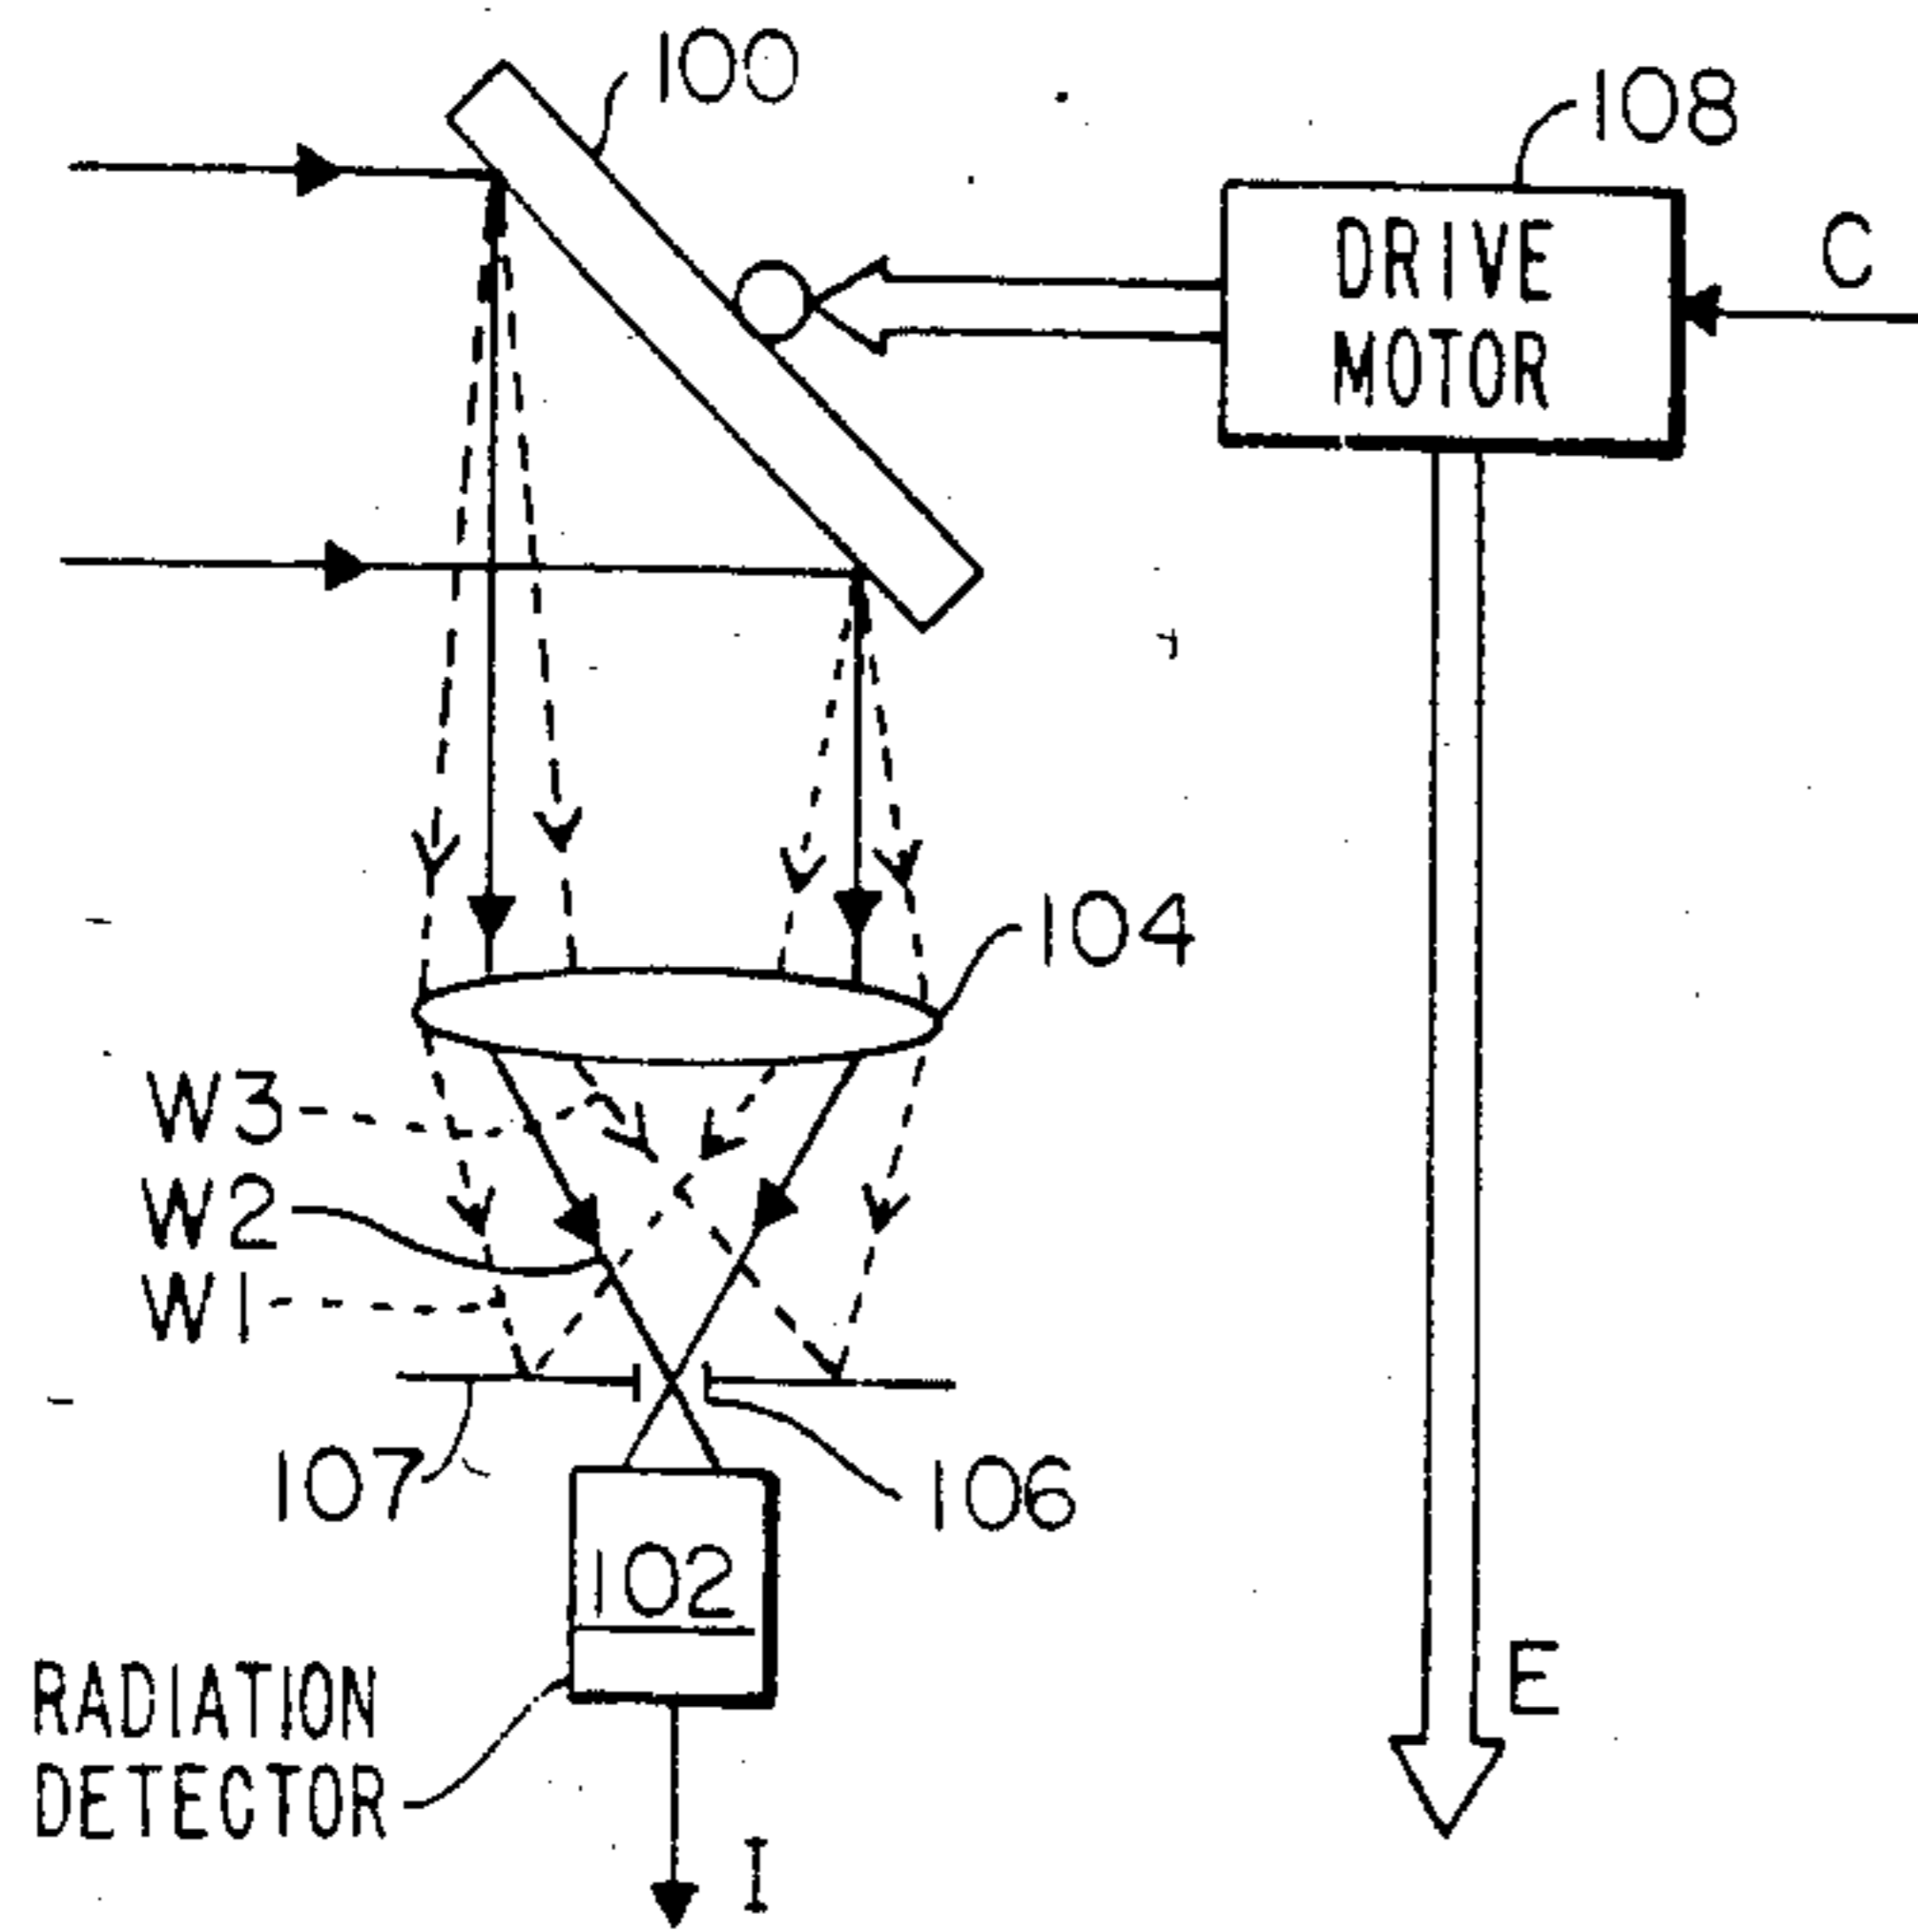 100
108
DRIVE
MOTOR
C
104
W3
W2
W1
107
106
102
RADIATION
DETECTOR
E
I